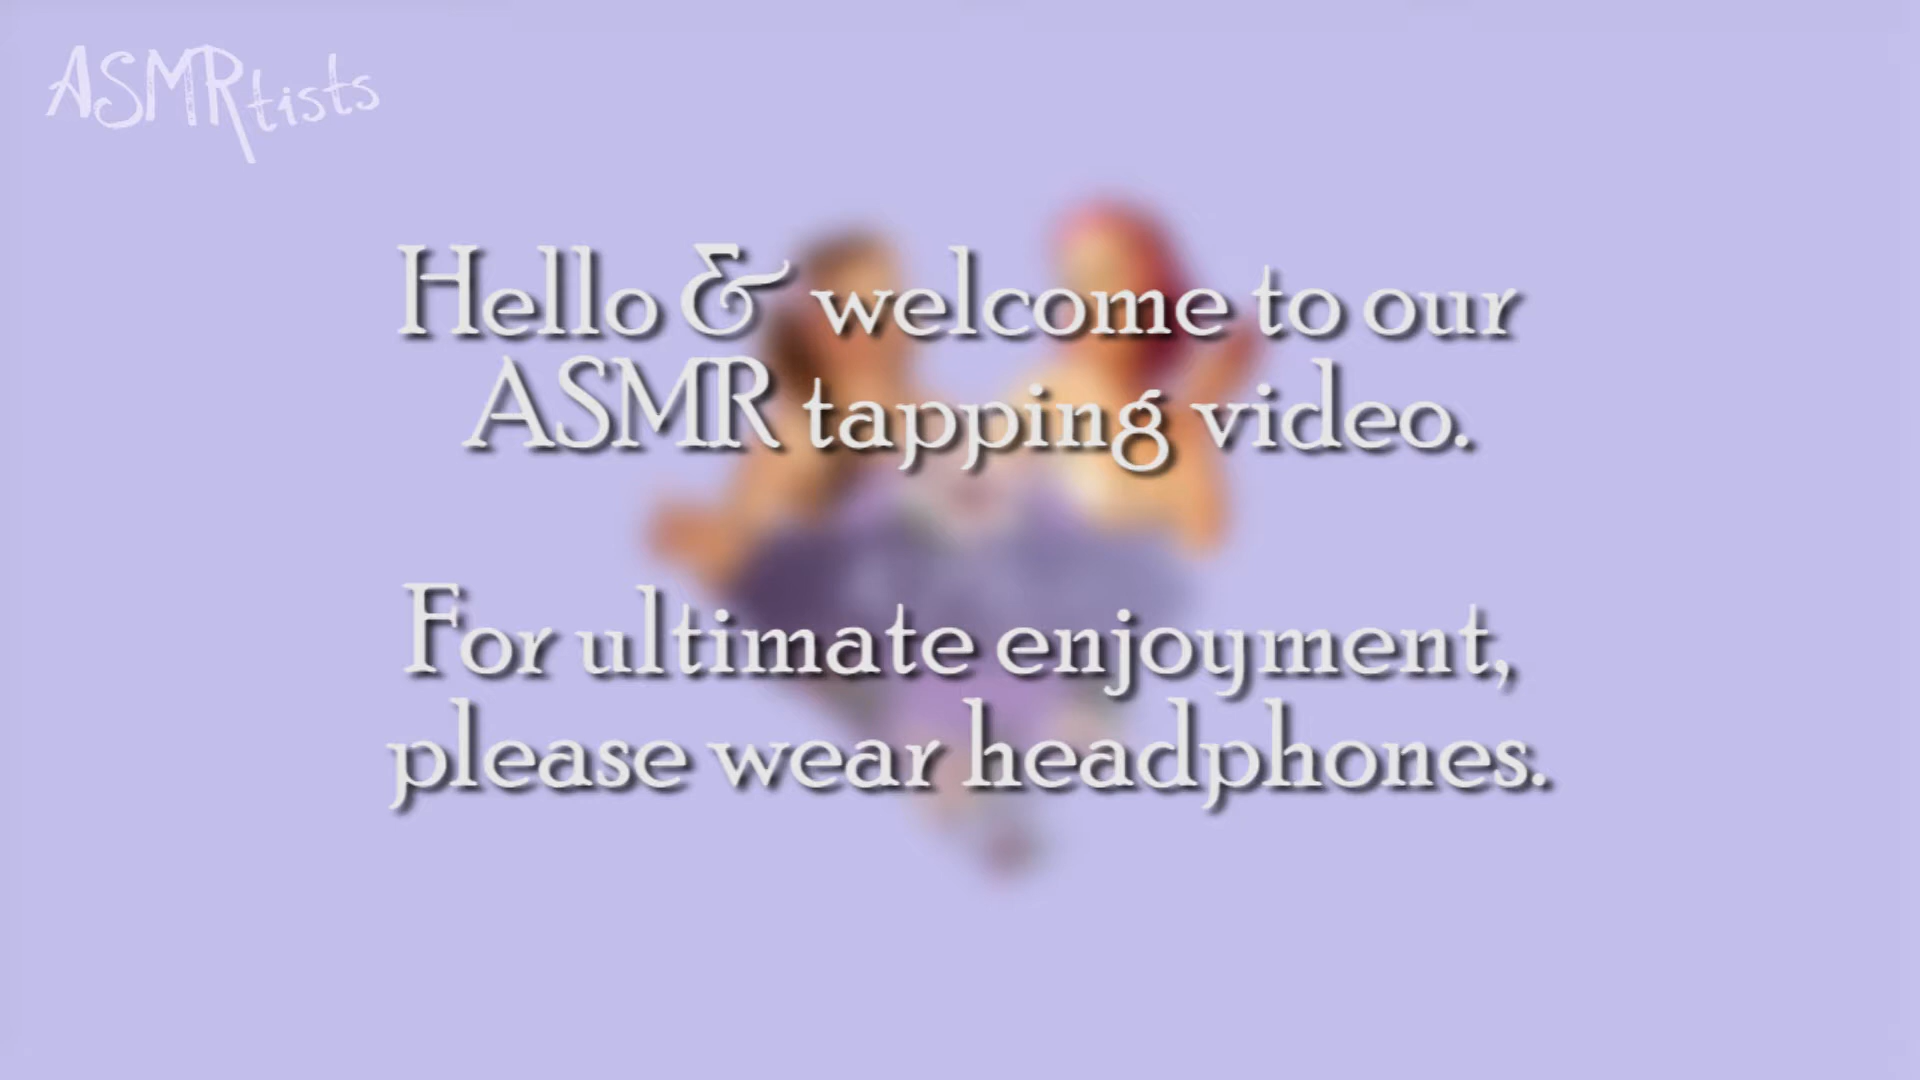 ASMRtists
Hello & welcome to our
ASMR tapping video.
For ultimate enjoyment,
please wear headphones.